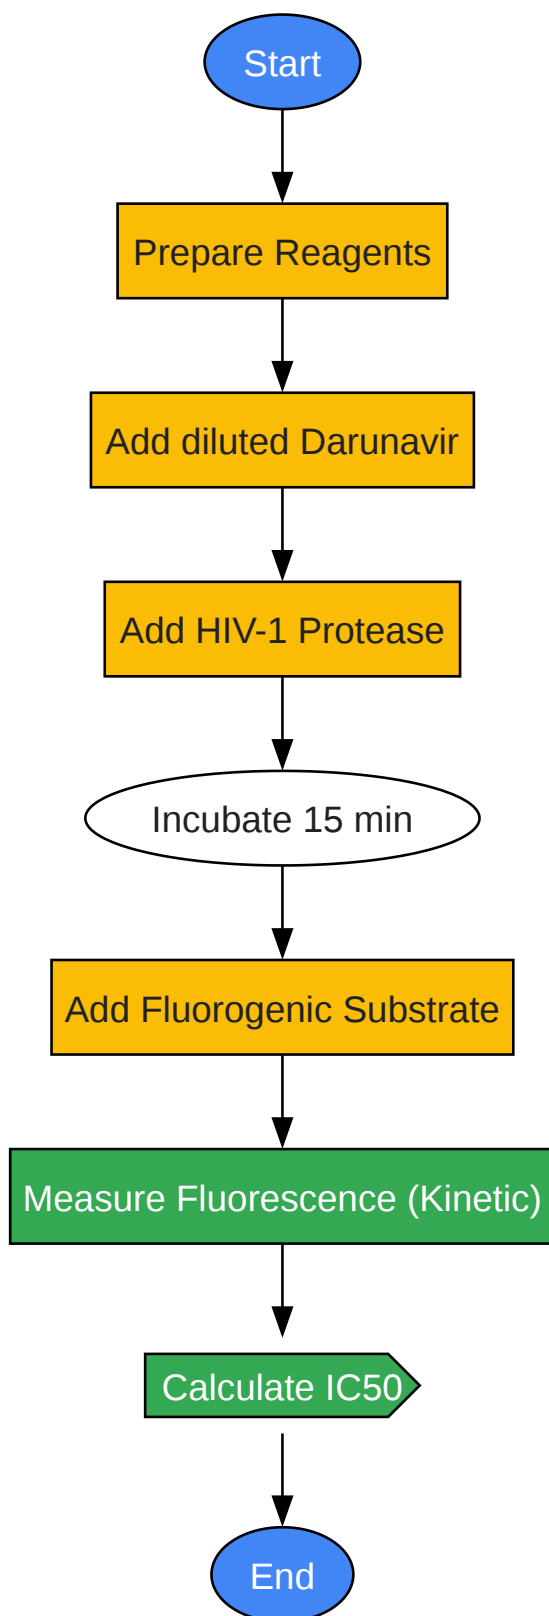 Start
Prepare Reagents
Add diluted Darunavir
Add HIV-1 Protease
Incubate 15 min
Add Fluorogenic Substrate
Measure Fluorescence (Kinetic)
Calculate IC50
End